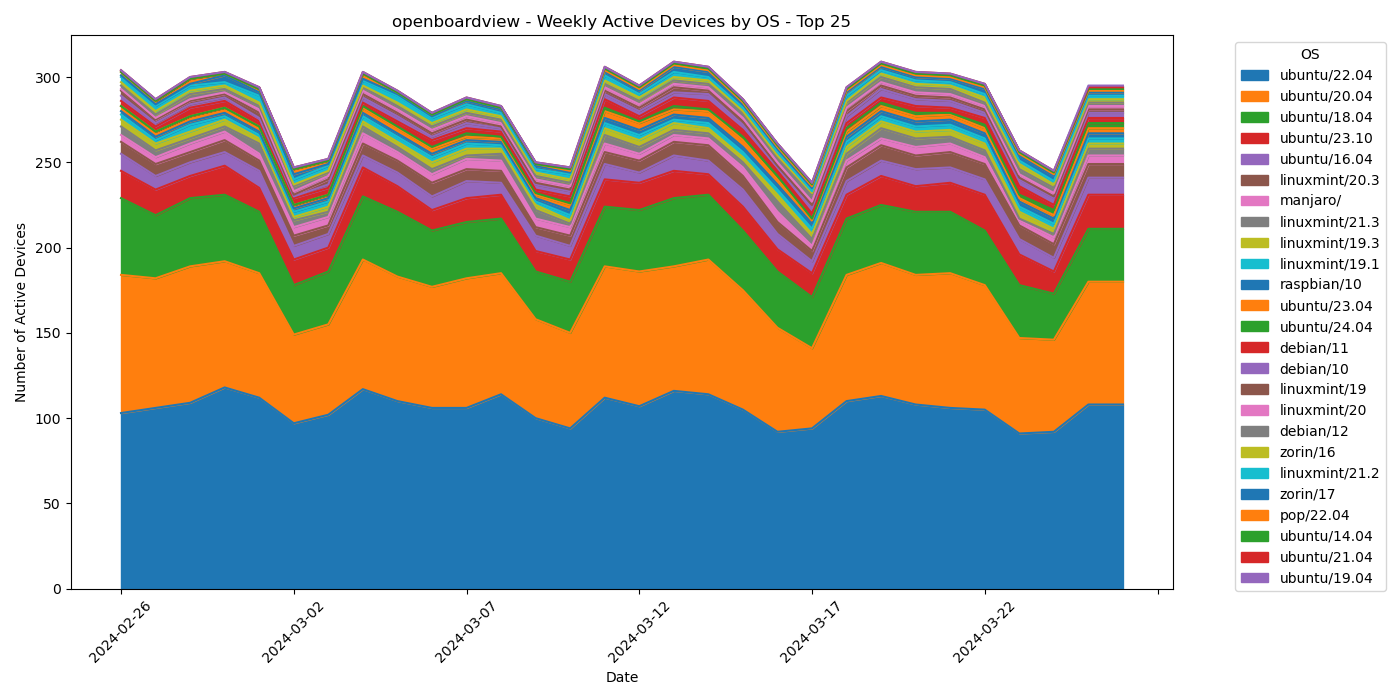 openboardview - Weekly Active Devices by OS - Top 25
Number of Active Devices
300
250
200
150
100
50
0
2024-02-26
2024-03-02
2024-03-07
2024-03-12
2024-03-17
2024-03-22
Date
OS
ubuntu/22.04
ubuntu/20.04
ubuntu/18.04
ubuntu/23.10
ubuntu/16.04
linuxmint/20.3
manjaro/
linuxmint/21.3
linuxmint/19.3
linuxmint/19.1
raspbian/10
ubuntu/23.04
ubuntu/24.04
debian/11
debian/10
linuxmint/19
linuxmint/20
debian/12
zorin/16
linuxmint/21.2
zorin/17
pop/22.04
ubuntu/14.04
ubuntu/21.04
ubuntu/19.04